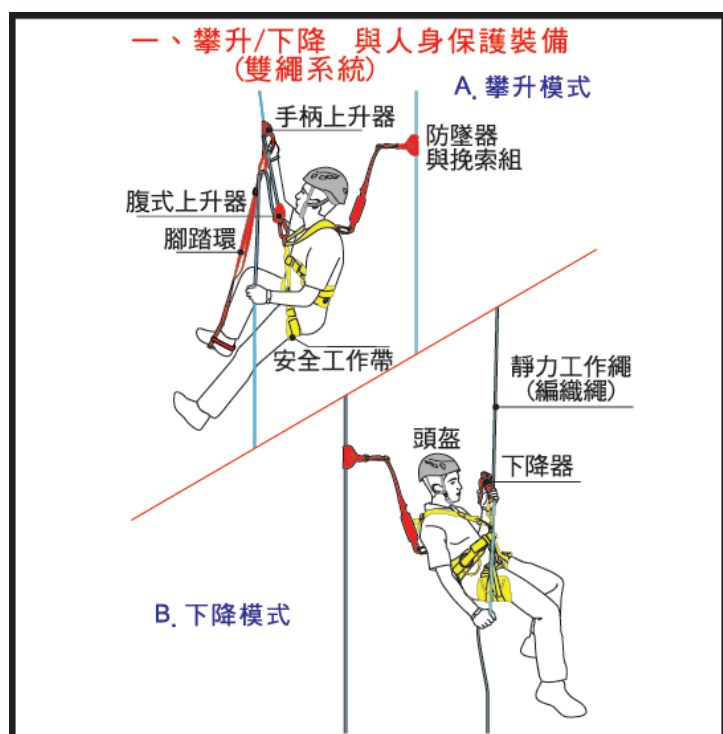 一、攀升/下降 與人身保護裝備
(雙繩系統)
A. 攀升模式
手柄上升器
防墜器
與挽索組
腹式上升器
腳踏環
安全工作帶
靜力工作繩
(編織繩)
頭盔
下降器
B. 下降模式